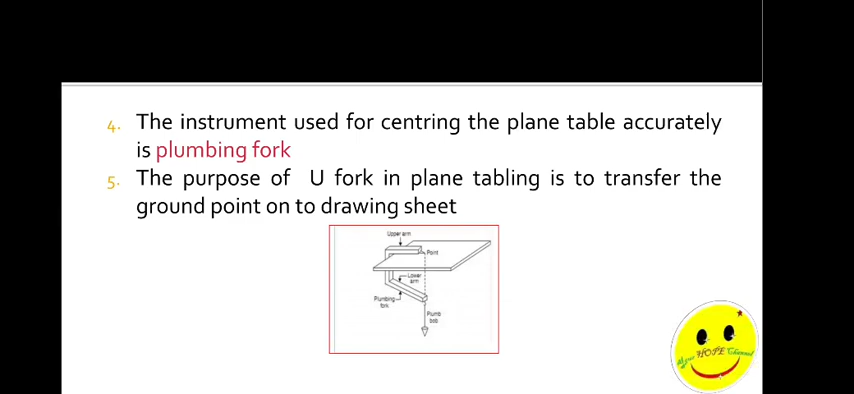 4. The instrument used for centring the plane table accurately
is plumbing fork
5. The purpose of U fork in plane tabling is to transfer the
ground point on to drawing sheet
Upper arm
Point
Lower
arm
Plumbing
fork
Plumb
bob
HOPE Channel